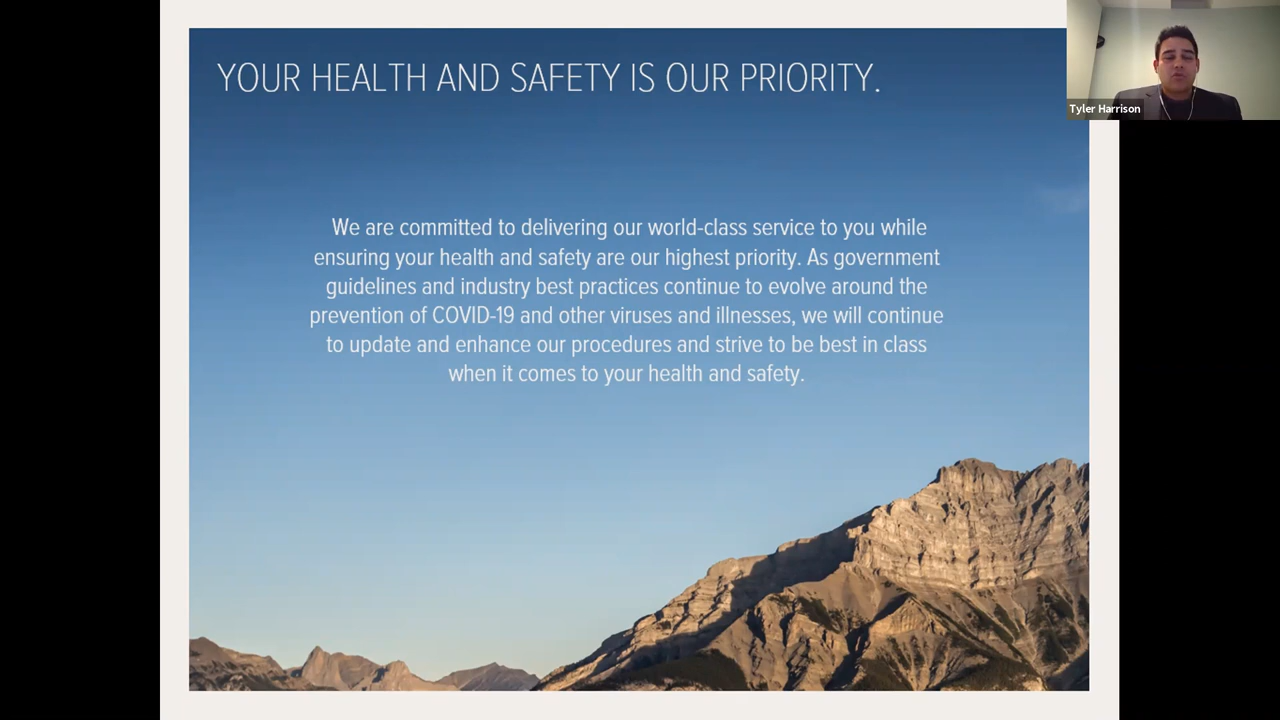 YOUR HEALTH AND SAFETY IS OUR PRIORITY.
Tyler Harrison
We are committed to delivering our world-class service to you while
ensuring your health and safety are our highest priority. As government
guidelines and industry best practices continue to evolve around the
prevention of COVID-19 and other viruses and illnesses, we will continue
to update and enhance our procedures and strive to be best in class
when it comes to your health and safety.